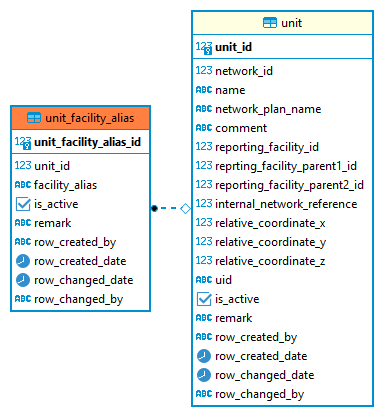 unit_facility_alias
123 unit_facility_alias_id
123 unit_id
ABC facility_alias
is_active
ABC remark
ABC row_created_by
row_created_date
row_changed_date
ABC row_changed_by
unit
123 unit_id
123 network_id
ABC name
ABC network_plan_name
ABC comment
123 reporting_facility_id
ABC reprting_facility_parent1_id
ABC reporting_facility_parent2_id
123 internal_network_reference
123 relative_coordinate_x
123 relative_coordinate_y
123 relative_coordinate_z
ABC uid
is_active
ABC remark
ABC row_created_by
row_created_date
row_changed_date
ABC row_changed_by